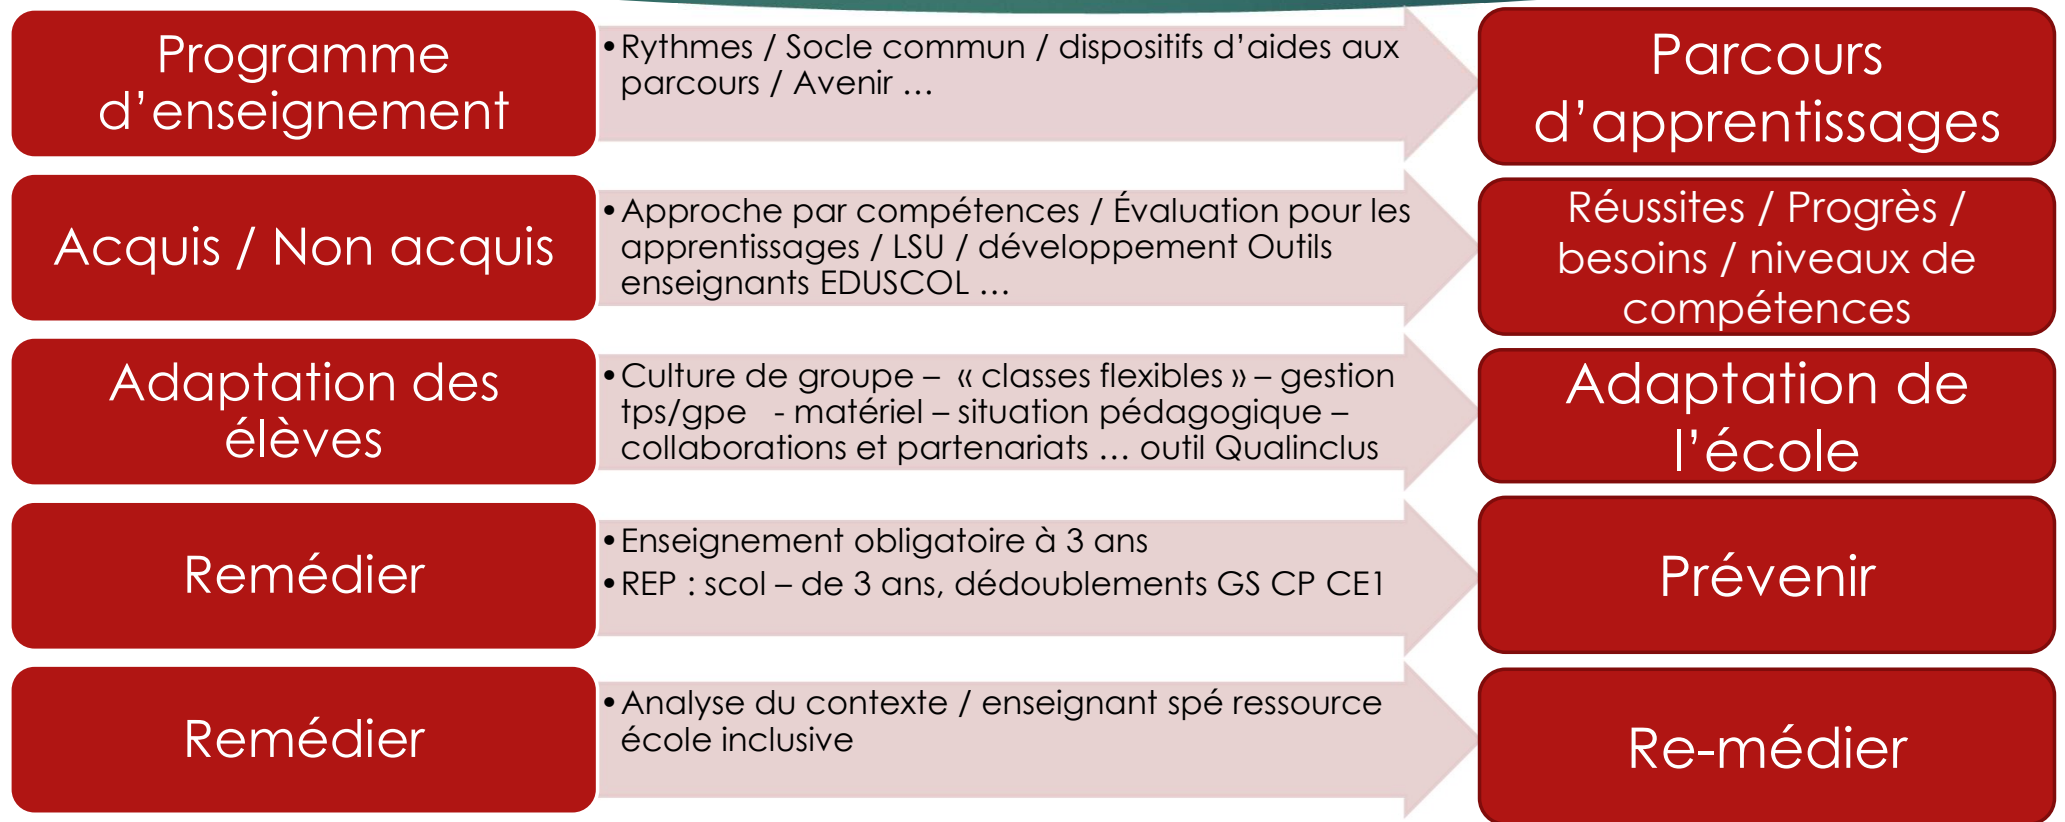 Programme
d’enseignement
•Rythmes / Socle commun / dispositifs d’aides aux
parcours / Avenir …
Parcours
d’apprentissages
Acquis / Non acquis
•Approche par compétences / Évaluation pour les
apprentissages / LSU / développement Outils
enseignants EDUSCOL …
Réussites / Progrès /
besoins / niveaux de
compétences
Adaptation des
élèves
•Culture de groupe – « classes flexibles » – gestion
tps/gpe - matériel – situation pédagogique –
collaborations et partenariats … outil Qualinclus
Adaptation de
l’école
Remédier
•Enseignement obligatoire à 3 ans
•REP : scol – de 3 ans, dédoublements GS CP CE1
Prévenir
Remédier
•Analyse du contexte / enseignant spé ressource
école inclusive
Re-médier